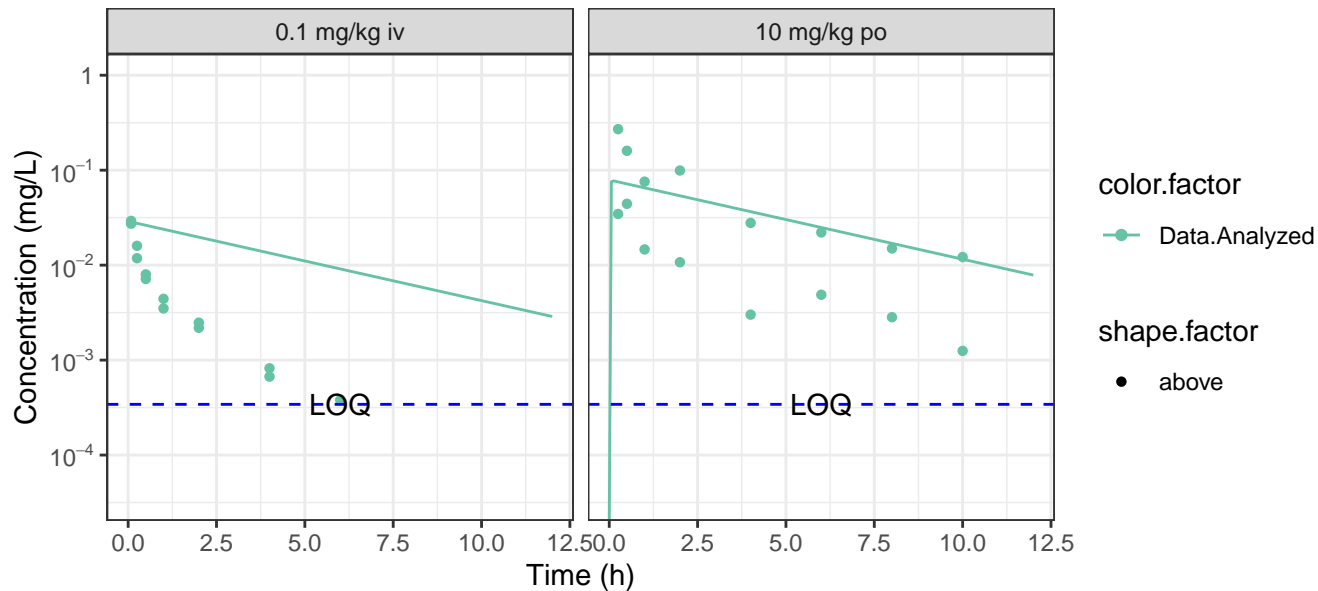 0.1 mg/kg iv
10 mg/kg po
Concentration (mg/L)
1
10⁻¹
10⁻²
10⁻³
10⁻⁴
LOQ
LOQ
0.0 2.5 5.0 7.5 10.0 12.5
0.0 2.5 5.0 7.5 10.0 12.5
Time (h)
color.factor
Data.Analyzed
shape.factor
above